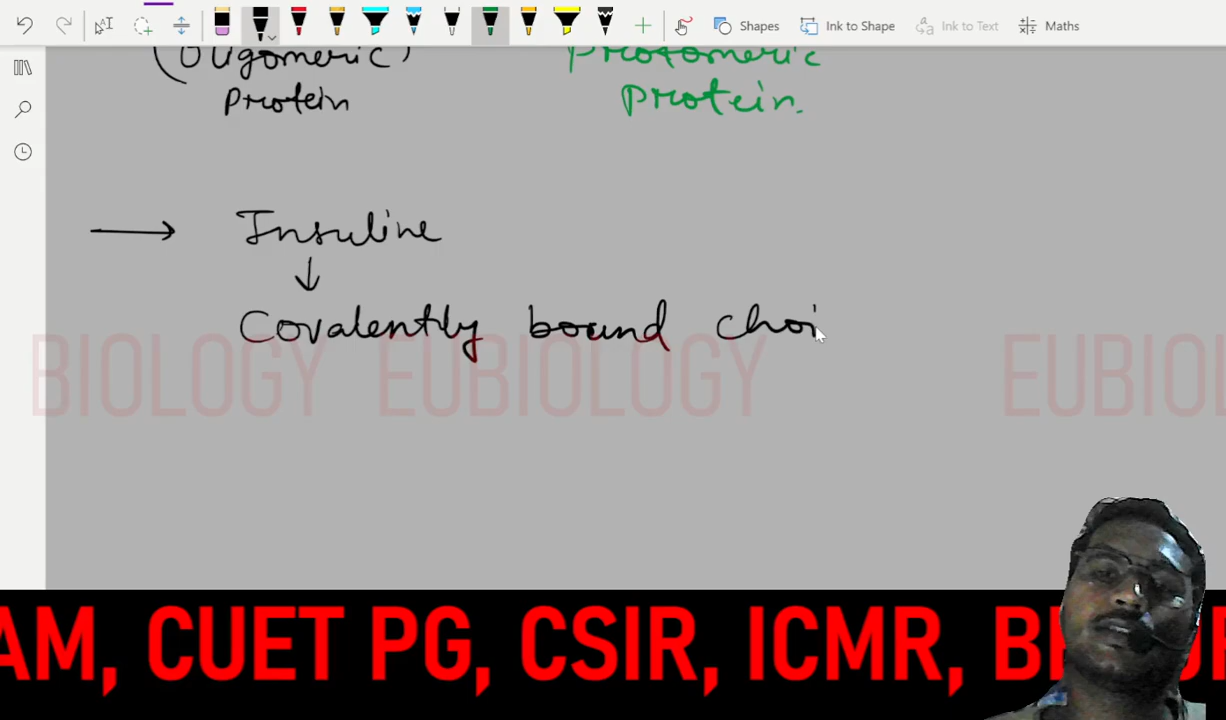 Shapes Ink to Shape Ink to Text Maths
(Oligomeric) Protomeric
Protein Protein.
→ Insuline
↓
Covalently bound chai
BIOLOGY EUBIOLOGY EUBIOL
AM, CUET PG, CSIR, ICMR, B